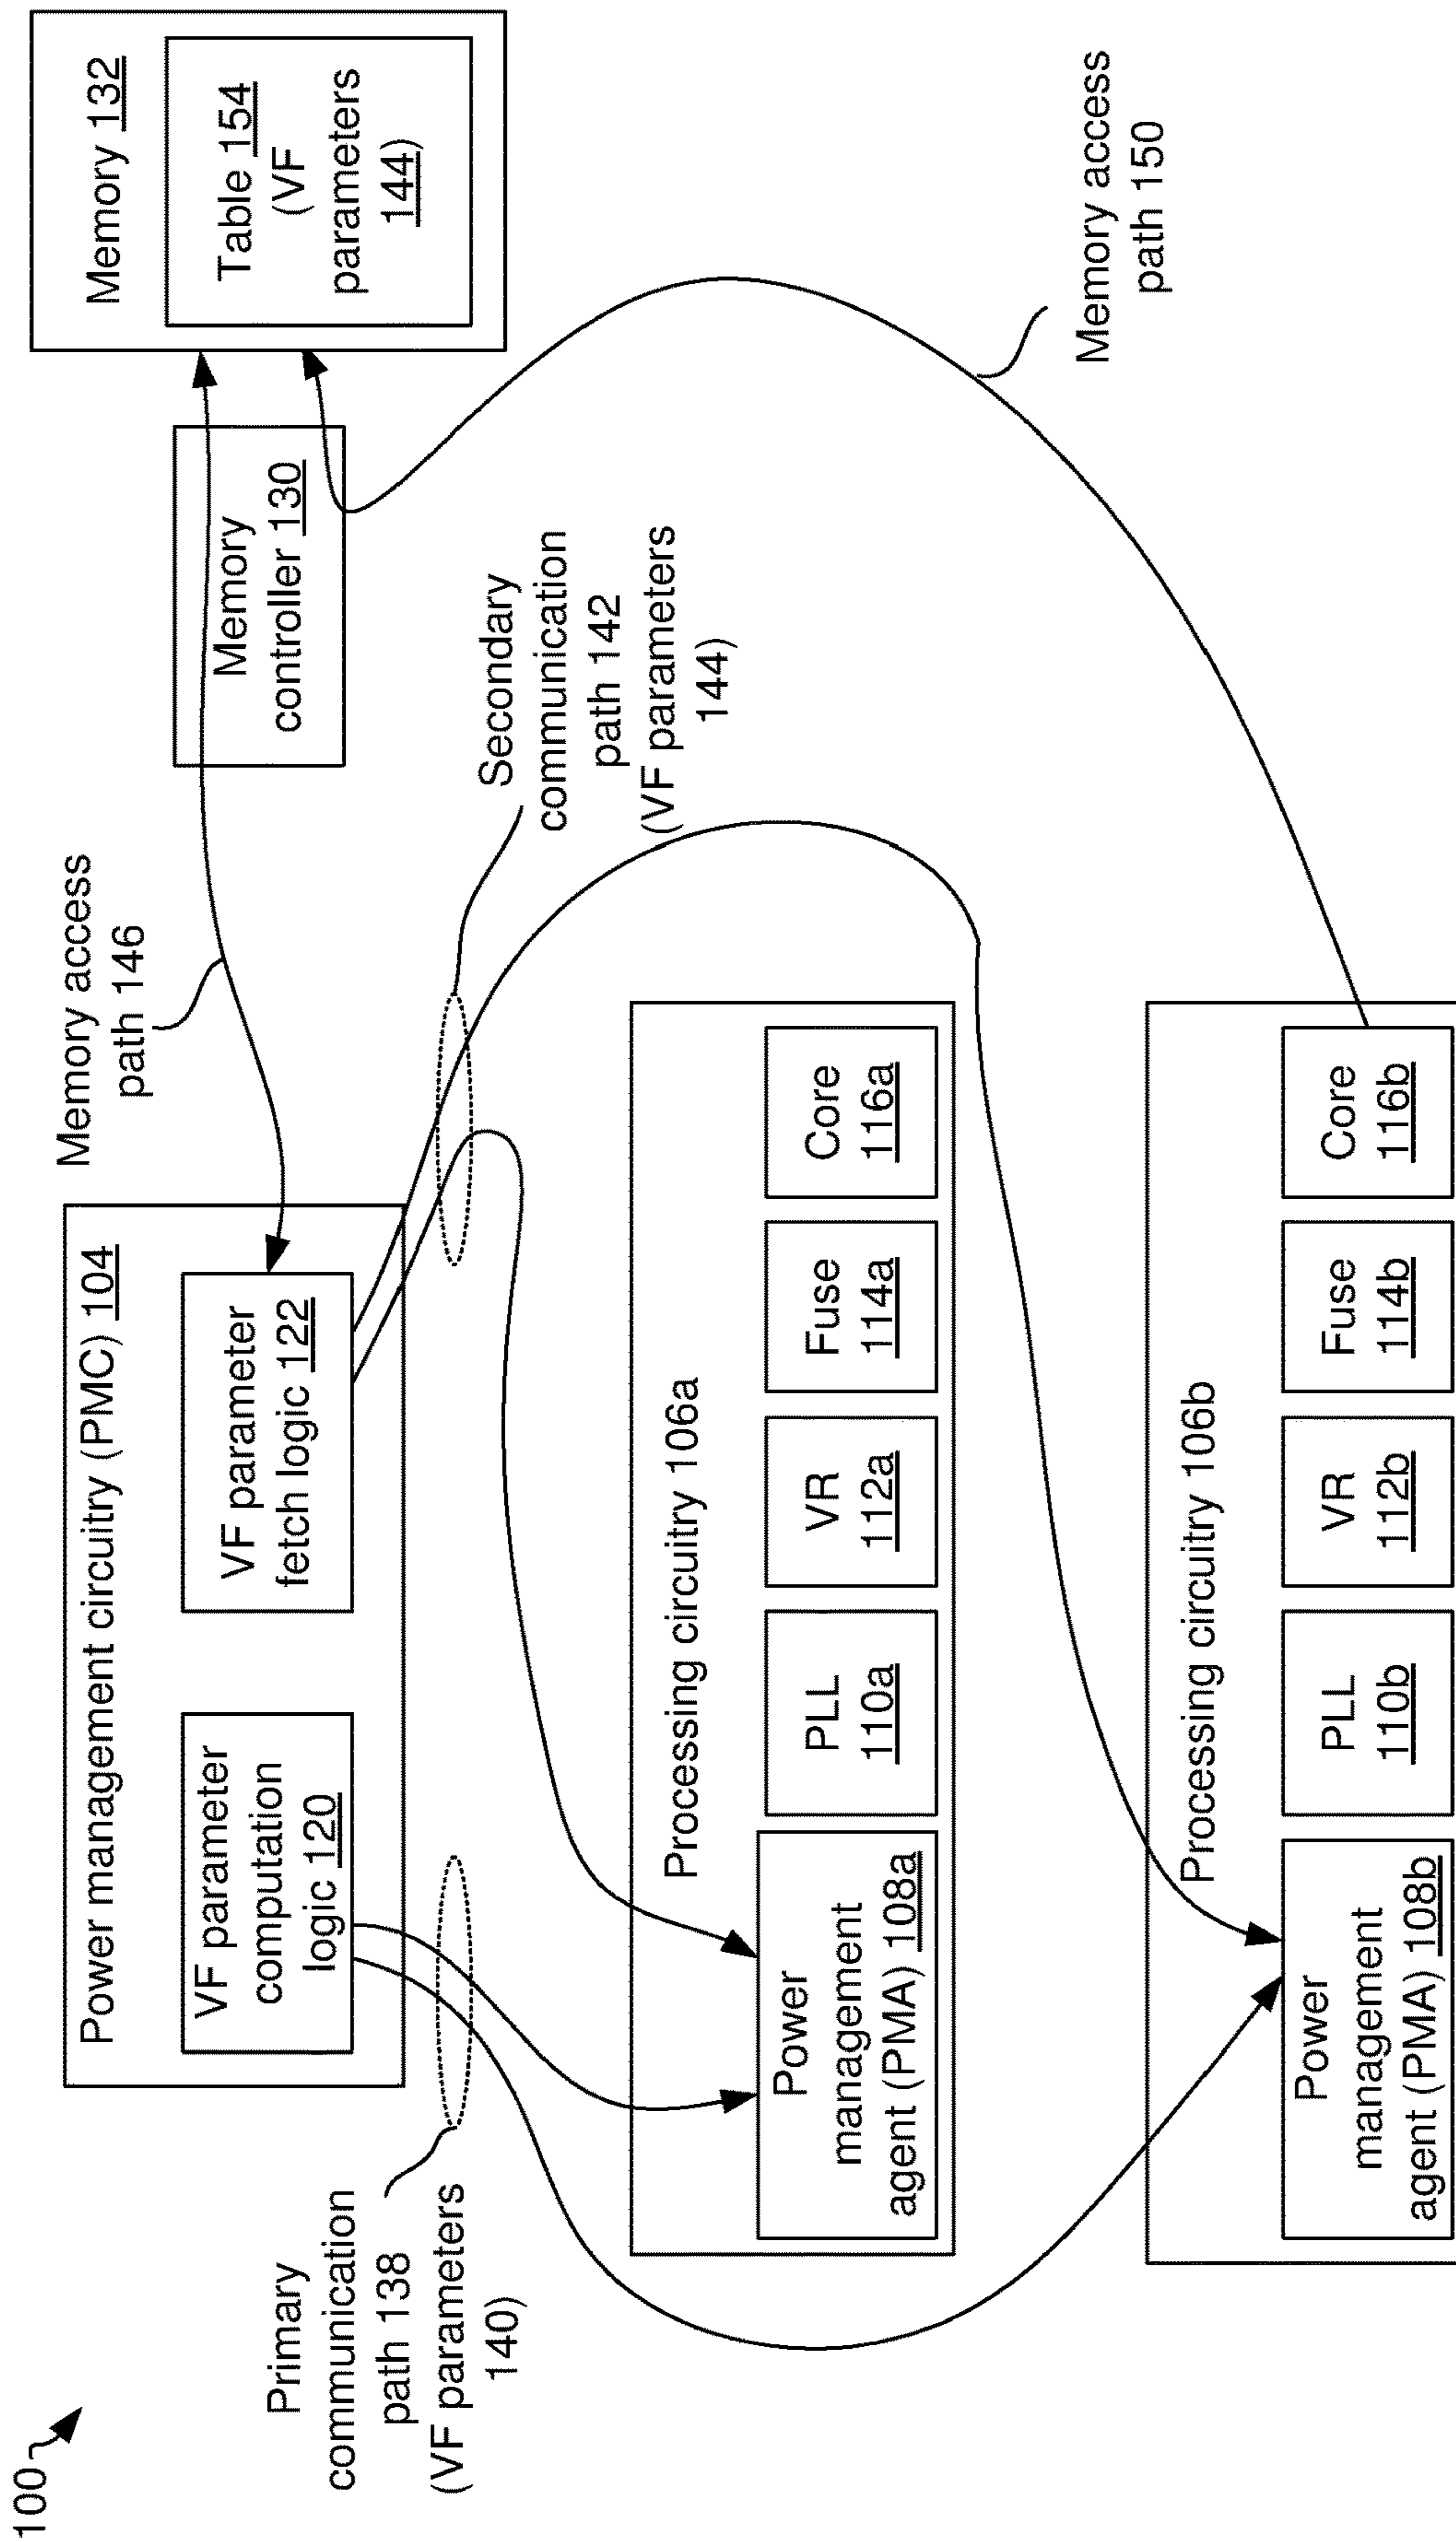 100
Power management circuitry (PMC) 104
VF parameter
computation
logic 120
VF parameter
fetch logic 122
Memory access
path 146
Memory
controller 130
Memory 132
Table 154
(VF
parameters
144)
Primary
communication
path 138
(VF parameters
140)
Secondary
communication
path 142
(VF parameters
144)
Memory access
path 150
Processing circuitry 106a
Power
management
agent (PMA) 108a
PLL
110a
VR
112a
Fuse
114a
Core
116a
Processing circuitry 106b
Power
management
agent (PMA) 108b
PLL
110b
VR
112b
Fuse
114b
Core
116b